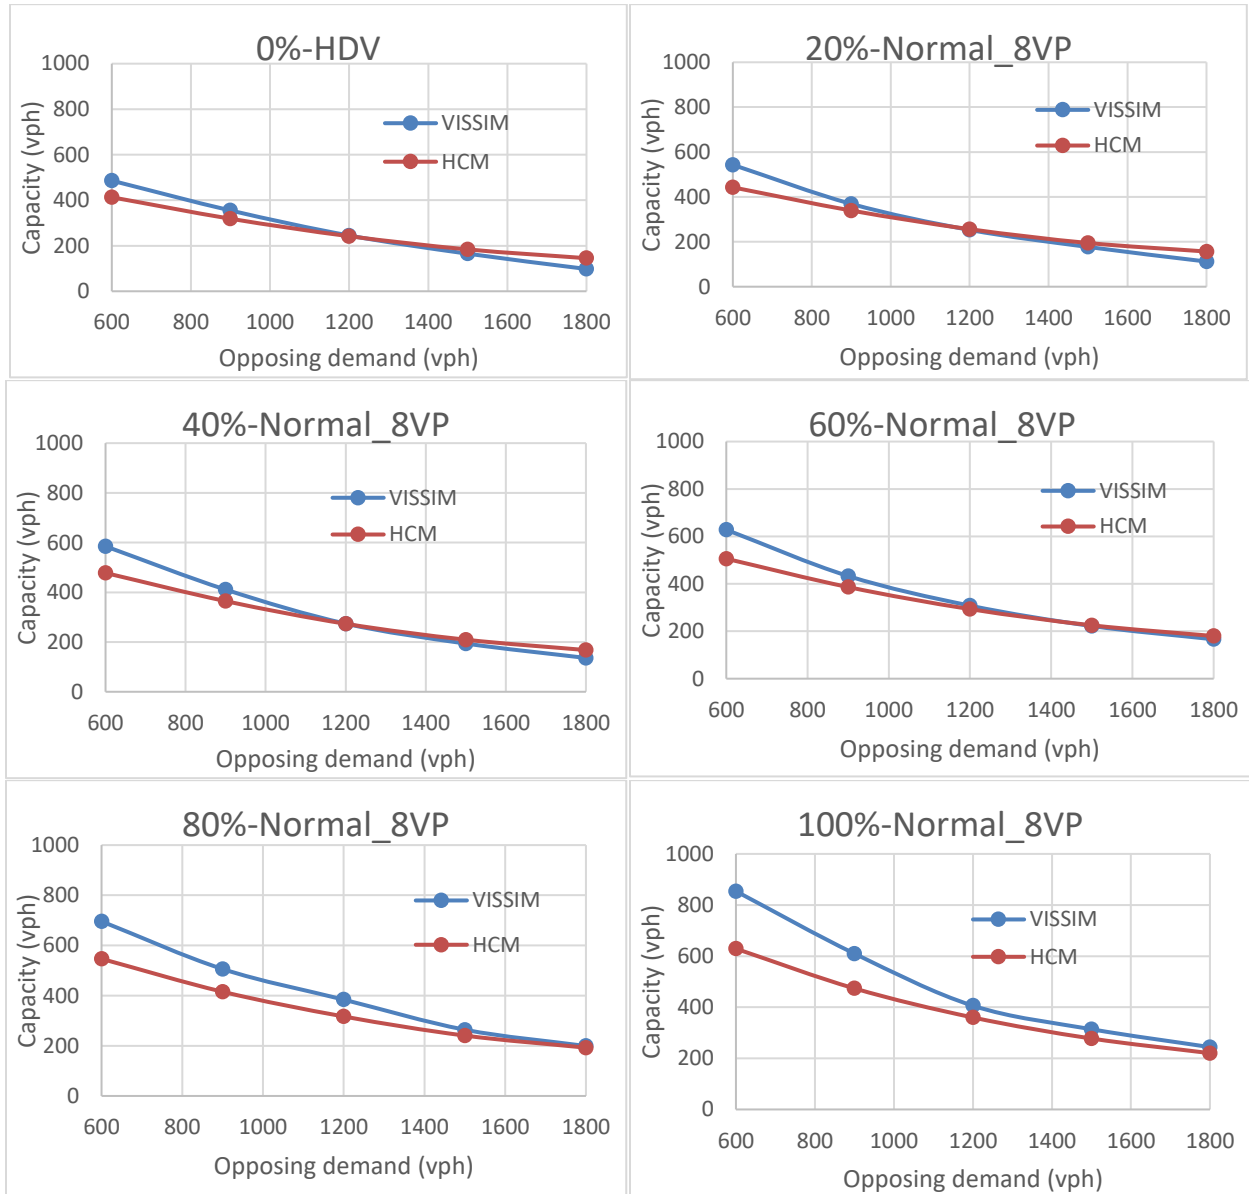 0%-HDV
1000
800
600
400
200
0
Capacity (vph)
VISSIM
HCM
600 800 1000 1200 1400 1600 1800
Opposing demand (vph)
20%-Normal_8VP
1000
800
600
400
200
0
Capacity (vph)
VISSIM
HCM
600 800 1000 1200 1400 1600 1800
Opposing demand (vph)
40%-Normal_8VP
1000
800
600
400
200
0
Capacity (vph)
VISSIM
HCM
600 800 1000 1200 1400 1600 1800
Opposing demand (vph)
60%-Normal_8VP
1000
800
600
400
200
0
Capacity (vph)
VISSIM
HCM
600 800 1000 1200 1400 1600 1800
Opposing demand (vph)
80%-Normal_8VP
1000
800
600
400
200
0
Capacity (vph)
VISSIM
HCM
600 800 1000 1200 1400 1600 1800
Opposing demand (vph)
100%-Normal_8VP
1000
800
600
400
200
0
Capacity (vph)
VISSIM
HCM
600 800 1000 1200 1400 1600 1800
Opposing demand (vph)